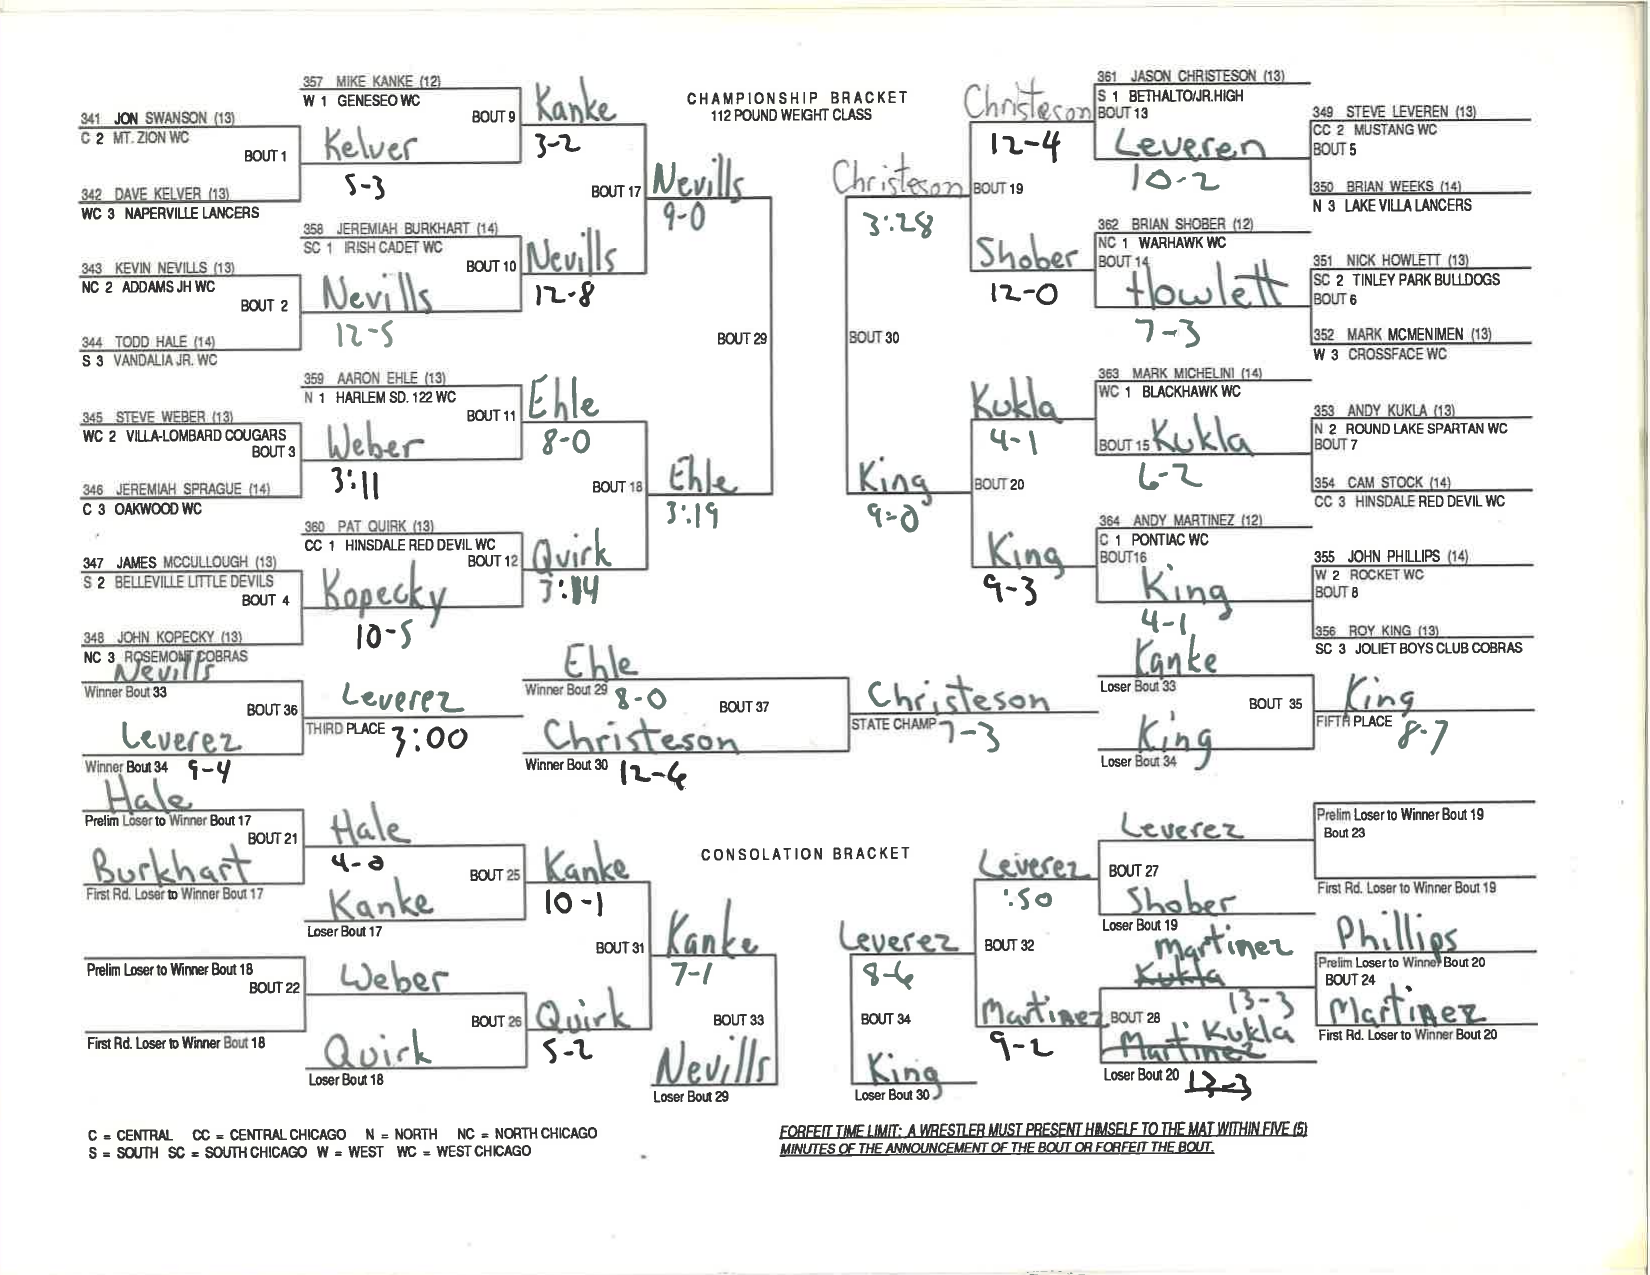 CHAMPIONSHIP BRACKET
112 POUND WEIGHT CLASS
341 JON SWANSON (13)
C 2 MT. ZION WC
BOUT 1
342 DAVE KELVER (13)
WC 3 NAPERVILLE LANCERS
343 KEVIN NEVILLS (13)
NC 2 ADDAMS JH WC
BOUT 2
344 TODD HALE (14)
S 3 VANDALIA JR. WC
345 STEVE WEBER (13)
WC 2 VILLA-LOMBARD COUGARS
BOUT 3
346 JEREMIAH SPRAGUE (14)
C 3 OAKWOOD WC
347 JAMES MCCULLOUGH (13)
S 2 BELLEVILLE LITTLE DEVILS
BOUT 4
348 JOHN KOPECKY (13)
NC 3 ROSEMONT COBRAS
357 MIKE KANKE (12)
W 1 GENESEO WC
BOUT 9
Kelver
5-3
358 JEREMIAH BURKHART (14)
SC 1 IRISH CADET WC
BOUT 10
Nevills
12-5
359 AARON EHLE (13)
N 1 HARLEM SD. 122 WC
BOUT 11
Weber
3:11
360 PAT QUIRK (13)
CC 1 HINSDALE RED DEVIL WC
BOUT 12
Kopecky
10-5
Kanke
3-2
BOUT 17
Nevills
12-8
Ehle
8-0
BOUT 18
Quirk
3:14
Nevills
9-0
BOUT 29
Ehle
3:19
Christeson
3:28
BOUT 30
King
9-0
Christeson
12-4
BOUT 19
Shober
12-0
Kukla
4-1
BOUT 20
King
9-3
361 JASON CHRISTESON (13)
S 1 BETHALTO/JR.HIGH
BOUT 13
Leveren
10-2
362 BRIAN SHOBER (12)
NC 1 WARHAWK WC
BOUT 14
Howlett
7-3
363 MARK MICHELINI (14)
WC 1 BLACKHAWK WC
BOUT 15 Kukla
6-2
364 ANDY MARTINEZ (12)
C 1 PONTIAC WC
BOUT16
King
4-1
349 STEVE LEVEREN (13)
CC 2 MUSTANG WC
BOUT 5
350 BRIAN WEEKS (14)
N 3 LAKE VILLA LANCERS
351 NICK HOWLETT (13)
SC 2 TINLEY PARK BULLDOGS
BOUT 6
352 MARK MCMENIMEN (13)
W 3 CROSSFACE WC
353 ANDY KUKLA (13)
N 2 ROUND LAKE SPARTAN WC
BOUT 7
354 CAM STOCK (14)
CC 3 HINSDALE RED DEVIL WC
355 JOHN PHILLIPS (14)
W 2 ROCKET WC
BOUT 8
356 ROY KING (13)
SC 3 JOLIET BOYS CLUB COBRAS
Nevills
Winner Bout 33
BOUT 36
Leverez
Winner Bout 34 9-4
Leverez
THIRD PLACE 3:00
Ehle
Winner Bout 29 8-0
BOUT 37
Christeson
Winner Bout 30 12-6
Christeson
STATE CHAMP 7-3
Kanke
Loser Bout 33
BOUT 35
King
Loser Bout 34
King
FIFTH PLACE 8-7
CONSOLATION BRACKET
Hale
Prelim Loser to Winner Bout 17
BOUT 21
Burkhart
First Rd. Loser to Winner Bout 17
Prelim Loser to Winner Bout 18
BOUT 22
First Rd. Loser to Winner Bout 18
Hale
4-0
BOUT 25
Kanke
Loser Bout 17
Weber
BOUT 26
Quirk
Loser Bout 18
Kanke
10-1
BOUT 31
Quirk
5-2
Kanke
7-1
BOUT 33
Nevills
Loser Bout 29
Leverez
8-6
BOUT 34
King
Loser Bout 30
Leverez
:50
BOUT 32
Martinez
9-2
Leverez
BOUT 27
Shober
Loser Bout 19
Martinez
Kukla
13-3
BOUT 28
Kukla
Martinez
Loser Bout 20 13-3
Prelim Loser to Winner Bout 19
Bout 23
First Rd. Loser to Winner Bout 19
Phillips
Prelim Loser to Winner Bout 20
BOUT 24
Martinez
First Rd. Loser to Winner Bout 20
C = CENTRAL CC = CENTRAL CHICAGO N = NORTH NC = NORTH CHICAGO
S = SOUTH SC = SOUTH CHICAGO W = WEST WC = WEST CHICAGO
FORFEIT TIME LIMIT: A WRESTLER MUST PRESENT HIMSELF TO THE MAT WITHIN FIVE (5)
MINUTES OF THE ANNOUNCEMENT OF THE BOUT OR FORFEIT THE BOUT.